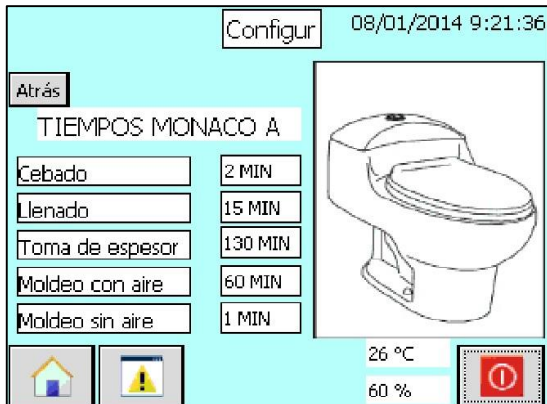 Configur
08/01/2014 9:21:36
Atrás
TIEMPOS MONACO A
Cebado 2 MIN
Llenado 15 MIN
Toma de espesor 130 MIN
Moldeo con aire 60 MIN
Moldeo sin aire 1 MIN
26 °C
60 %